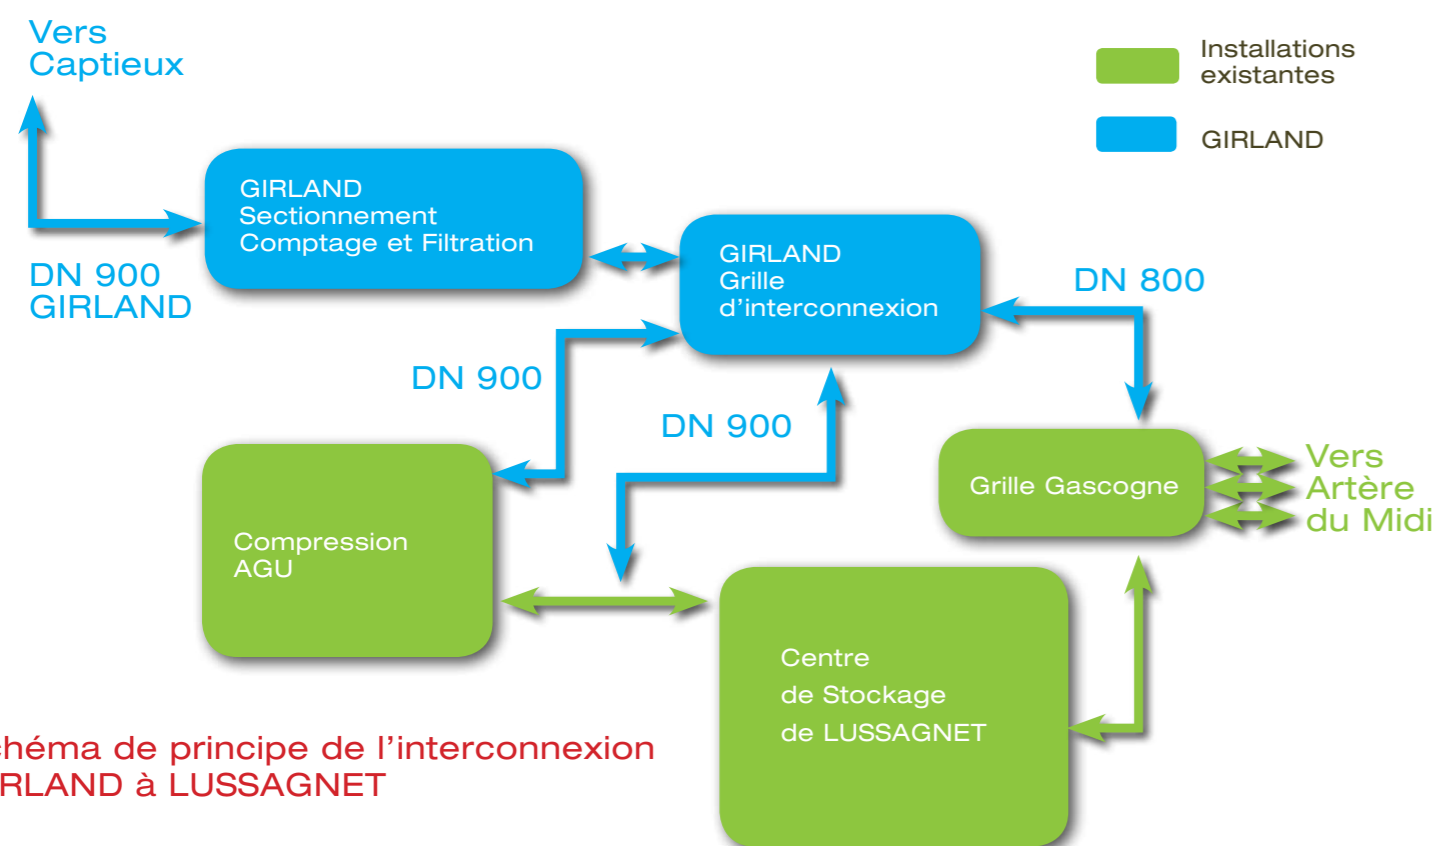 Vers
Captieux
Installations
existantes
GIRLAND
GIRLAND
Sectionnement
Comptage et Filtration
DN 900
GIRLAND
GIRLAND
Grille
d’interconnexion
DN 800
DN 900
DN 900
Grille Gascogne
Vers
Artère
du Midi
Compression
AGU
Centre
de Stockage
de LUSSAGNET
chéma de principe de l’interconnexion
IRLAND à LUSSAGNET